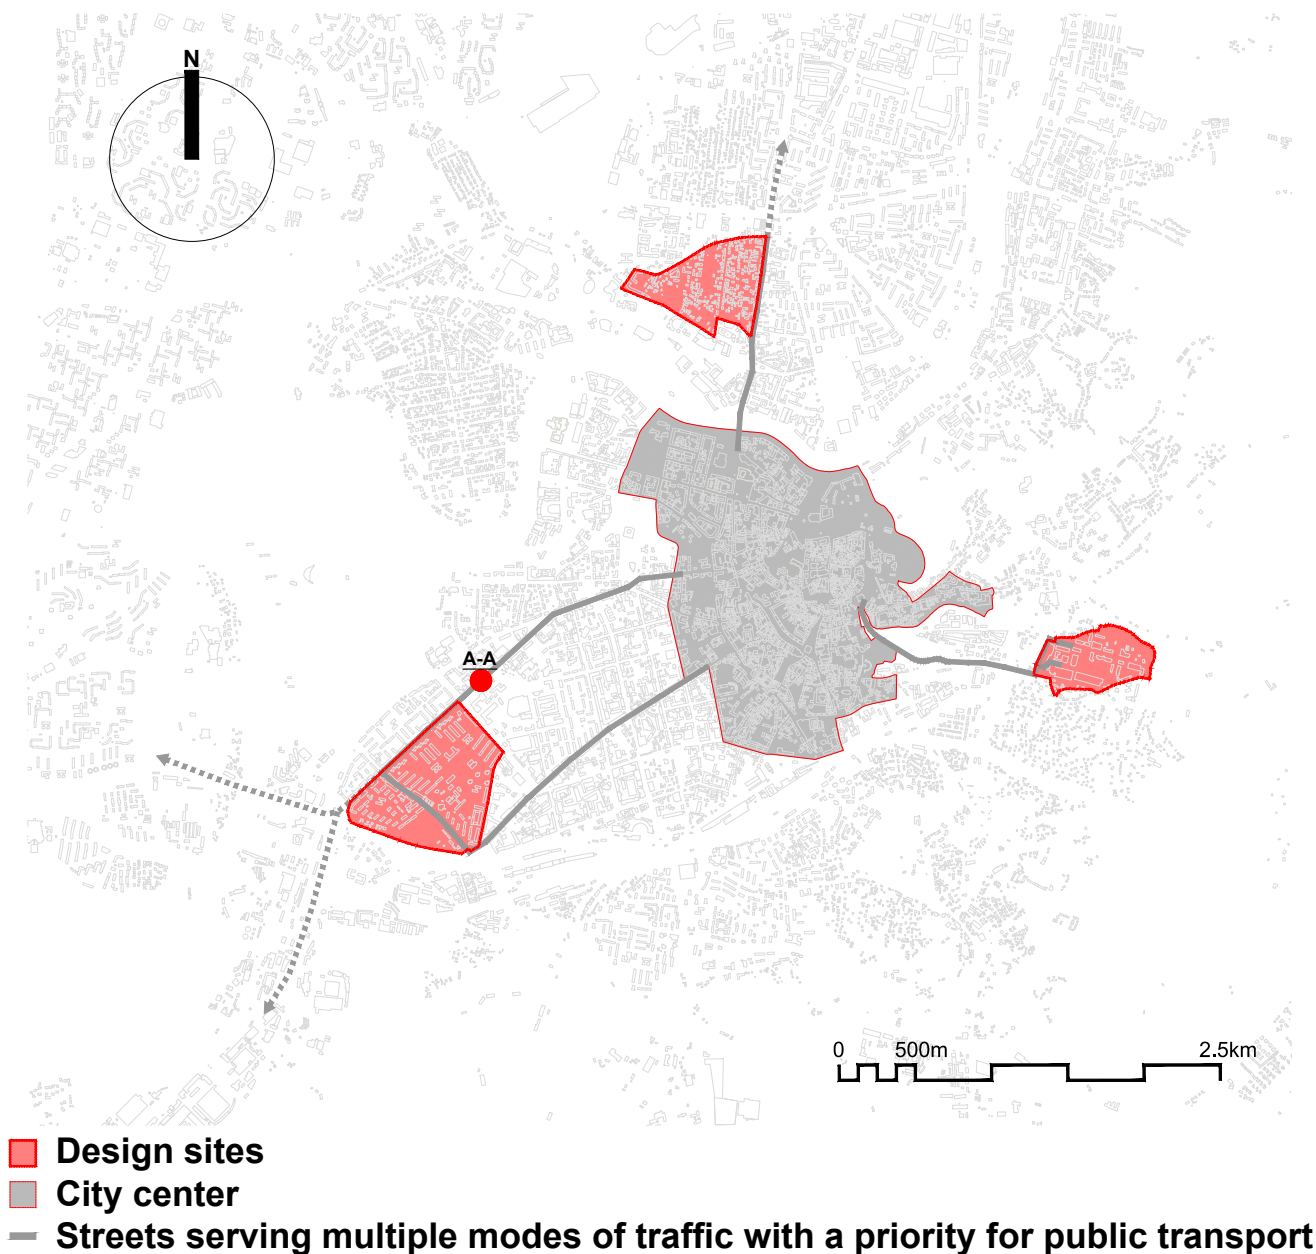 N
A-A
0 500m 2.5km
Design sites
City center
Streets serving multiple modes of traffic with a priority for public transport